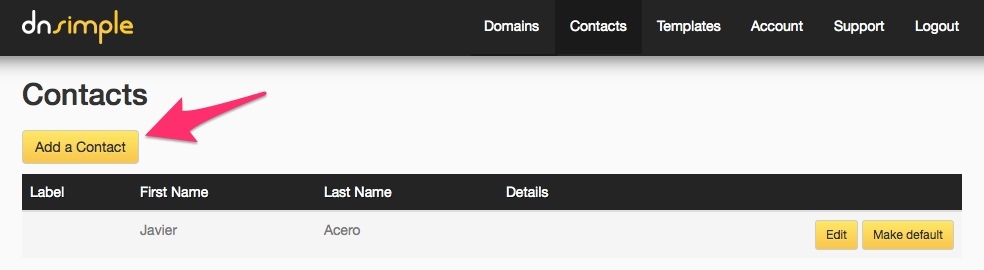 dnsimple
Domains Contacts Templates Account Support Logout
Contacts
Add a Contact
Label First Name Last Name Details
Javier Acero Edit Make default